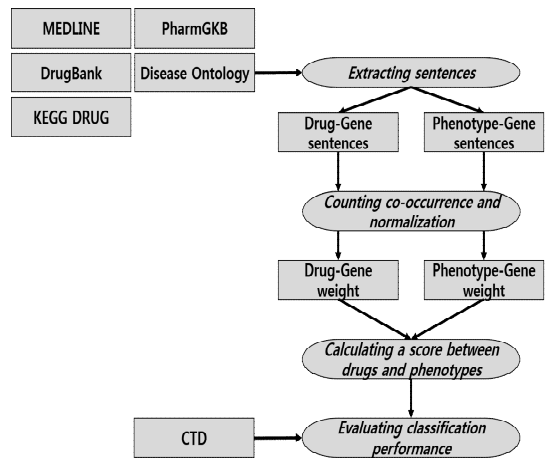 MEDLINE
PharmGKB
DrugBank
Disease Ontology
KEGG DRUG
Extracting sentences
Drug-Gene
sentences
Phenotype-Gene
sentences
Counting co-occurrence and
normalization
Drug-Gene
weight
Phenotype-Gene
weight
Calculating a score between
drugs and phenotypes
CTD
Evaluating classification
performance